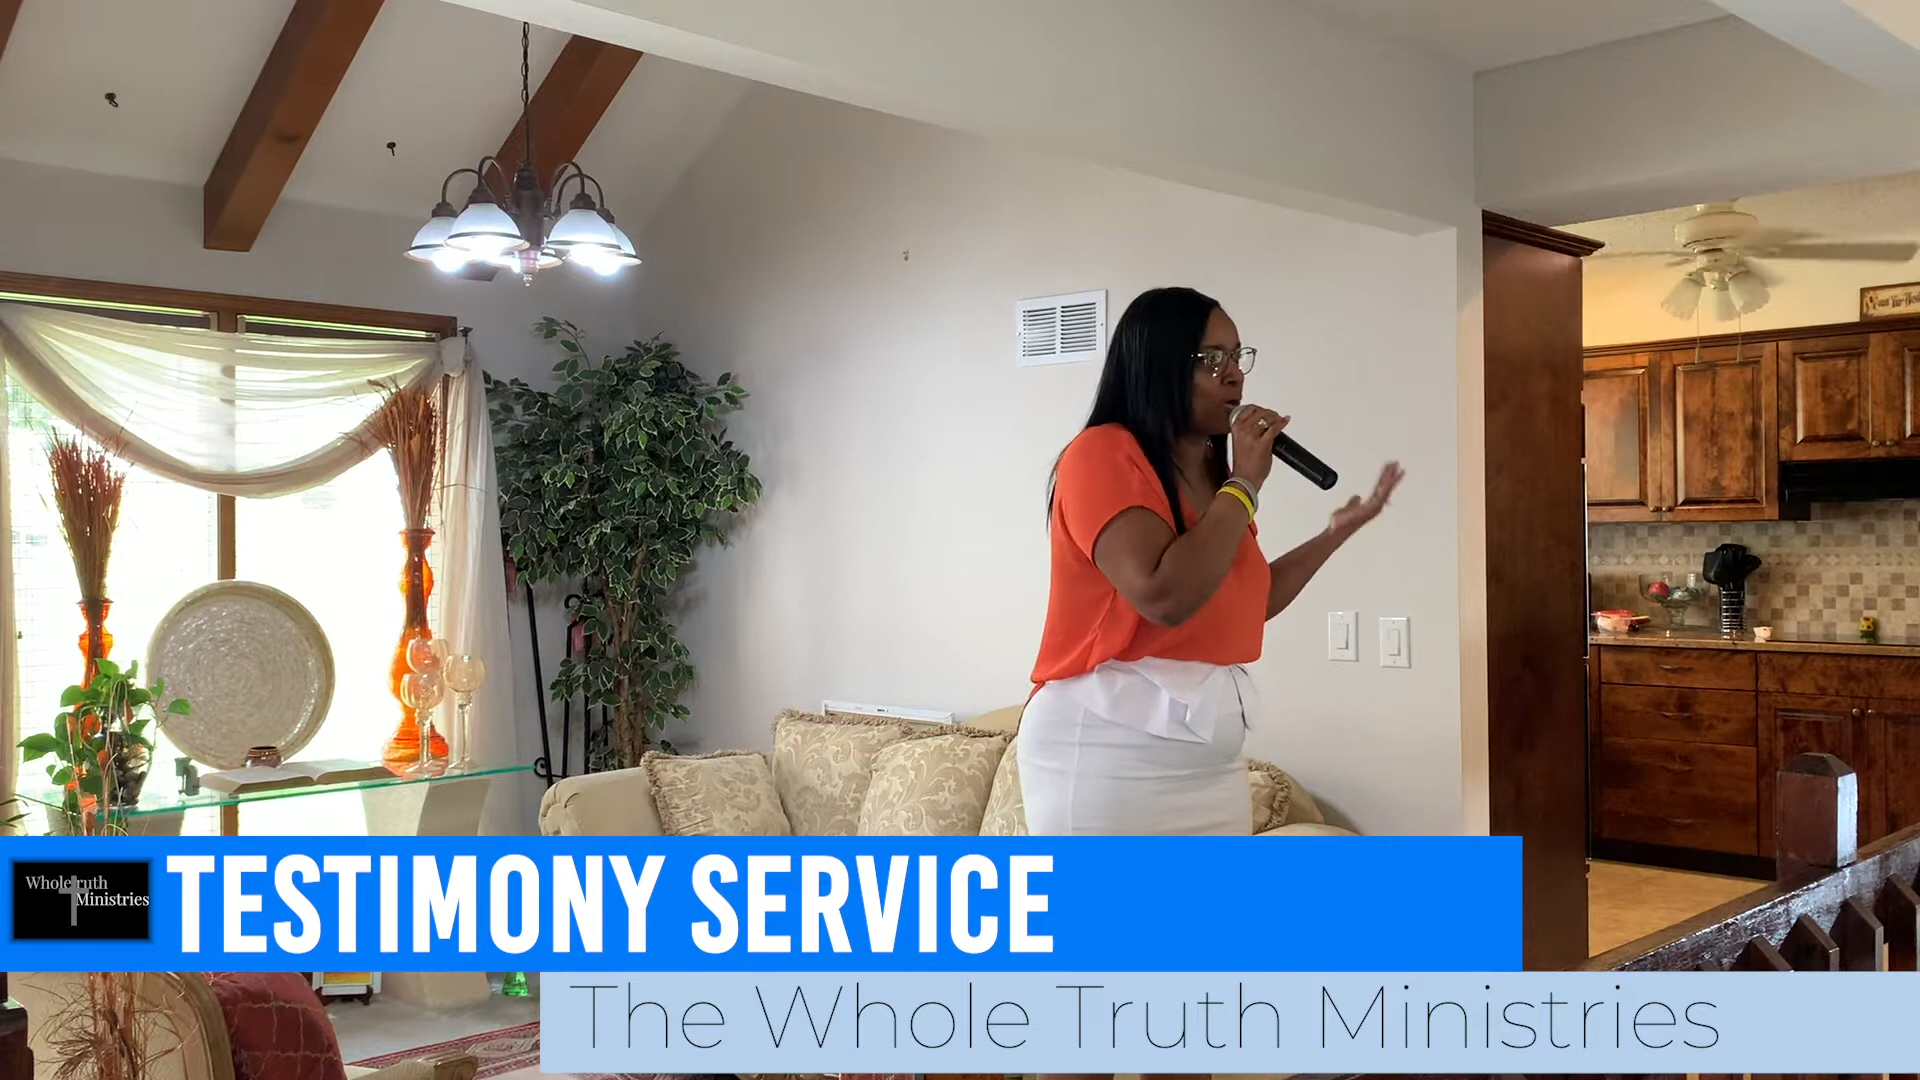 Whole truth
Ministries
TESTIMONY SERVICE
The Whole Truth Ministries